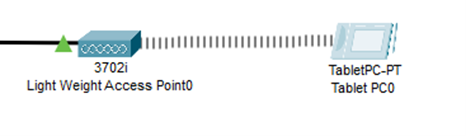 3702i
Light Weight Access Point0
TabletPC-PT
Tablet PC0